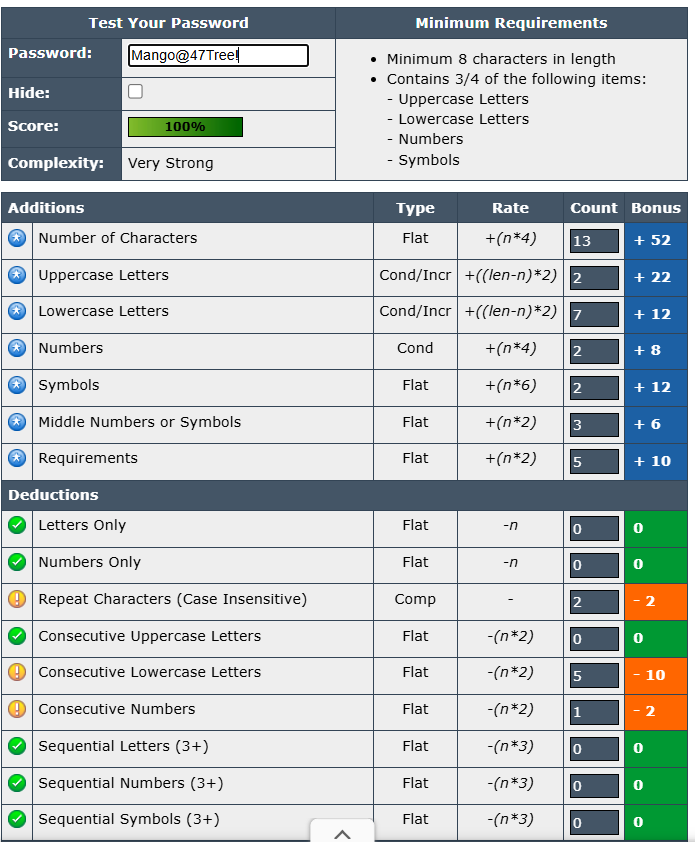 Test Your Password
Minimum Requirements
Password: Mango@47Tree!
Hide:
Score: 100%
Complexity: Very Strong
Minimum 8 characters in length
Contains 3/4 of the following items:
- Uppercase Letters
- Lowercase Letters
- Numbers
- Symbols
Additions Type Rate Count Bonus
Number of Characters Flat +(n*4) 13 + 52
Uppercase Letters Cond/Incr +((len-n)*2) 2 + 22
Lowercase Letters Cond/Incr +((len-n)*2) 7 + 12
Numbers Cond +(n*4) 2 + 8
Symbols Flat +(n*6) 2 + 12
Middle Numbers or Symbols Flat +(n*2) 3 + 6
Requirements Flat +(n*2) 5 + 10
Deductions
Letters Only Flat -n 0 0
Numbers Only Flat -n 0 0
Repeat Characters (Case Insensitive) Comp - 2 - 2
Consecutive Uppercase Letters Flat -(n*2) 0 0
Consecutive Lowercase Letters Flat -(n*2) 5 - 10
Consecutive Numbers Flat -(n*2) 1 - 2
Sequential Letters (3+) Flat -(n*3) 0 0
Sequential Numbers (3+) Flat -(n*3) 0 0
Sequential Symbols (3+) Flat -(n*3) 0 0